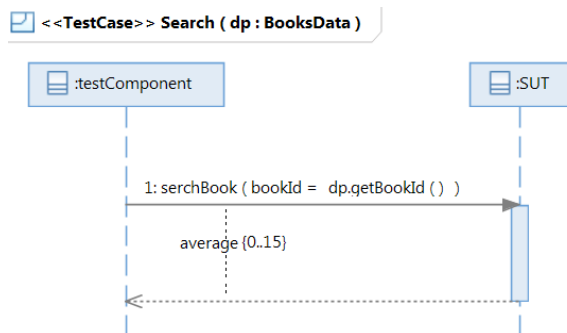 <<TestCase>> Search ( dp : BooksData )
:testComponent
:SUT
1: serchBook ( bookId = dp.getBookId () )
average {0..15}